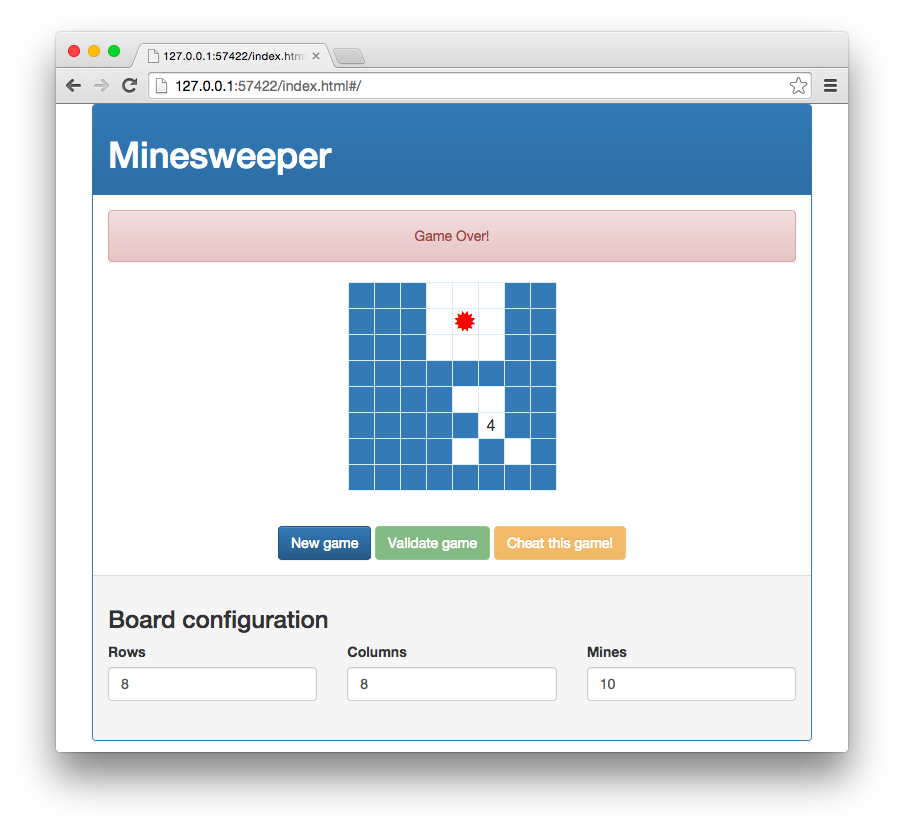 127.0.0.1:57422/index.htm
127.0.0.1:57422/index.html#/
Minesweeper
Game Over!
4
New game Validate game Cheat this game!
Board configuration
Rows Columns Mines
8 8 10